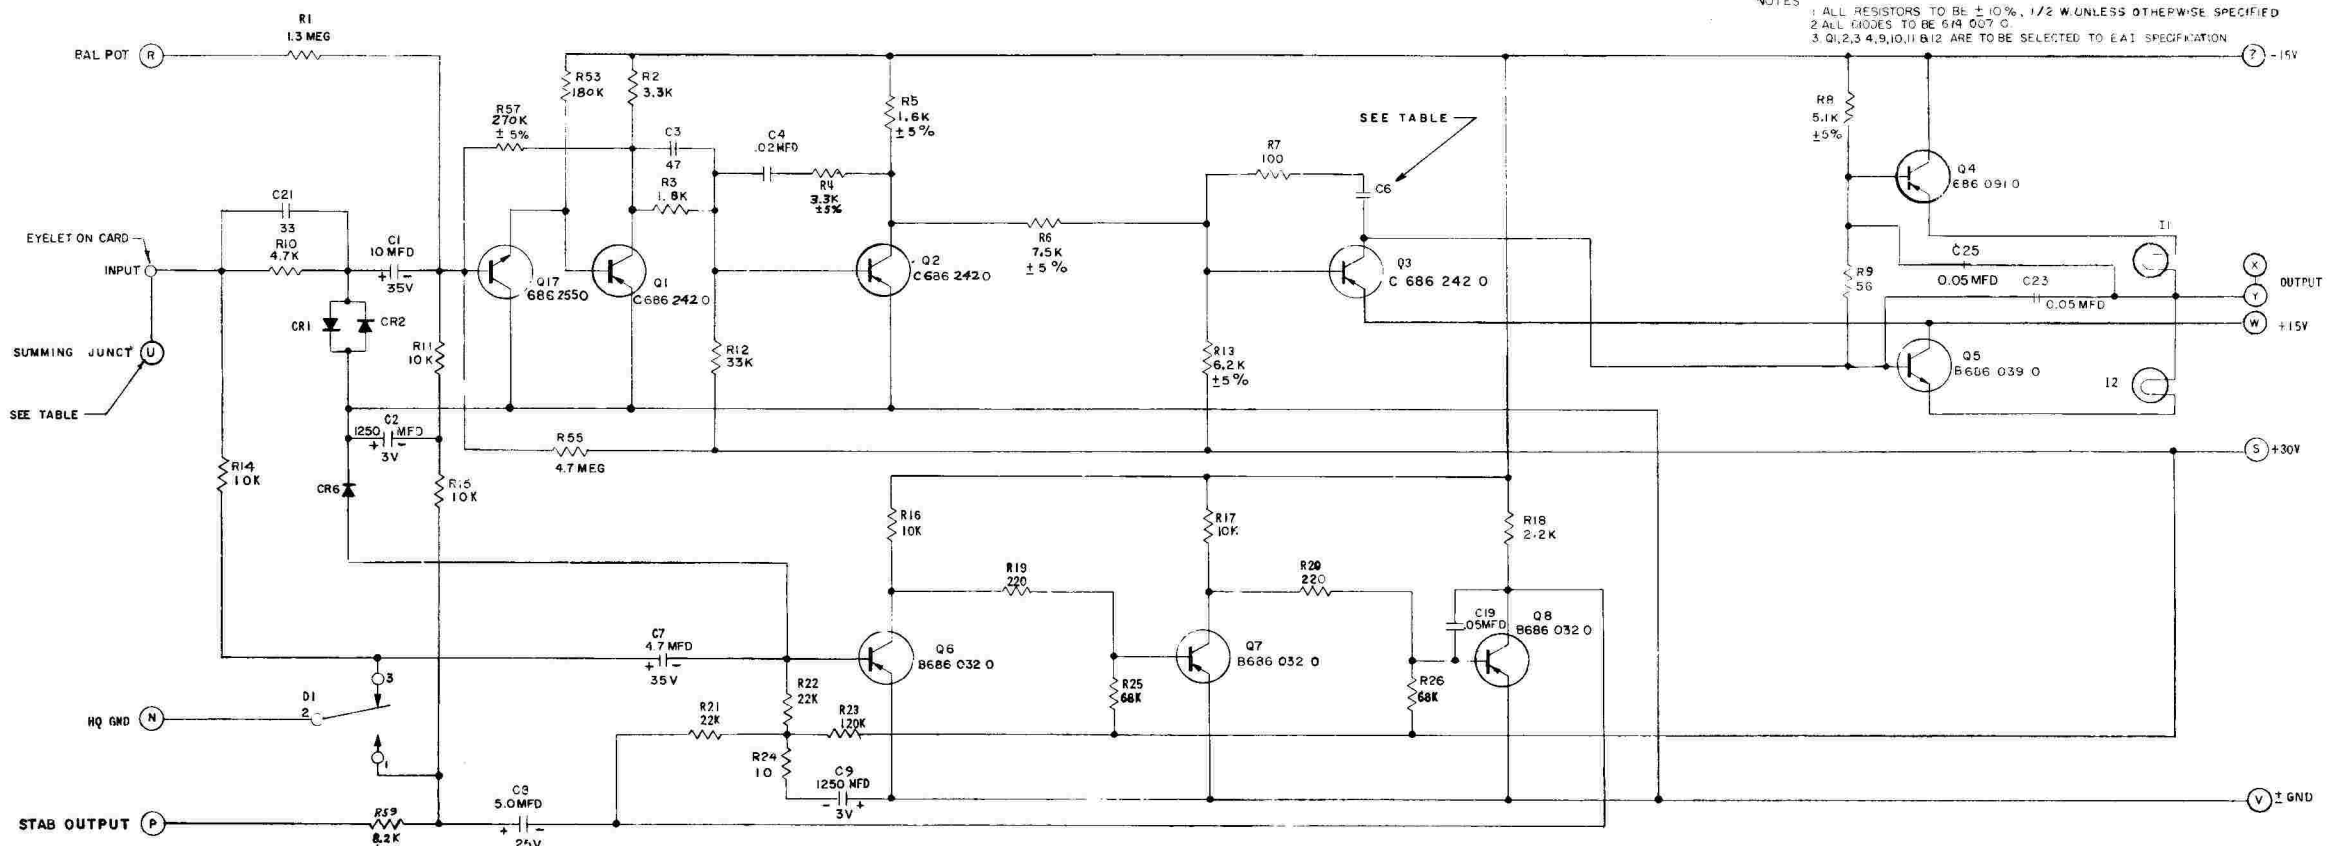 NOTES
1 ALL RESISTORS TO BE ± 10%, 1/2 W. UNLESS OTHERWISE SPECIFIED
2 ALL DIODES TO BE 614 007 0
3. Q1,2,3 4,9,10,11 &12 ARE TO BE SELECTED TO EAI SPECIFICATION
R1
1.3 MEG
BAL POT R
-15V
R53
180K
R2
3.3K
R57
270K
± 5%
C3
47
R3
1.8K
C4
.02MFD
R4
3.3K
±5%
R5
1.6K
±5%
SEE TABLE
R7
100
C6
R8
5.1K
±5%
Q4
686 091 0
C21
33
EYELET ON CARD
R10
4.7K
C1
10 MFD
+ -
35V
INPUT
Q17
686 255 0
Q1
C686 242 0
Q2
C 686 242 0
R6
7.5K
± 5 %
Q3
C 686 242 0
R9
56
C25
0.05 MFD
C23
0.05 MFD
I1
X
Y
OUTPUT
W +15V
CR1
CR2
SUMMING JUNCT U
SEE TABLE
R11
10K
R12
33K
R13
6.2K
±5%
Q5
B686 039 0
I2
C2
1250 MFD
+ -
3V
R55
4.7 MEG
S +30V
R14
10K
CR6
R15
10K
R16
10K
R17
10K
R18
2.2K
R19
220
R20
220
C19
.05MFD
Q8
B686 032 0
C7
4.7 MFD
+ -
35V
Q6
B686 032 0
Q7
B686 032 0
R22
22K
R25
68K
R26
68K
3
D1
2
HQ GND N
1
R21
22K
R23
120K
R24
10
C9
1250 MFD
- +
3V
V ± GND
STAB OUTPUT P
R59
8.2K
5.0MFD
+ -
25V